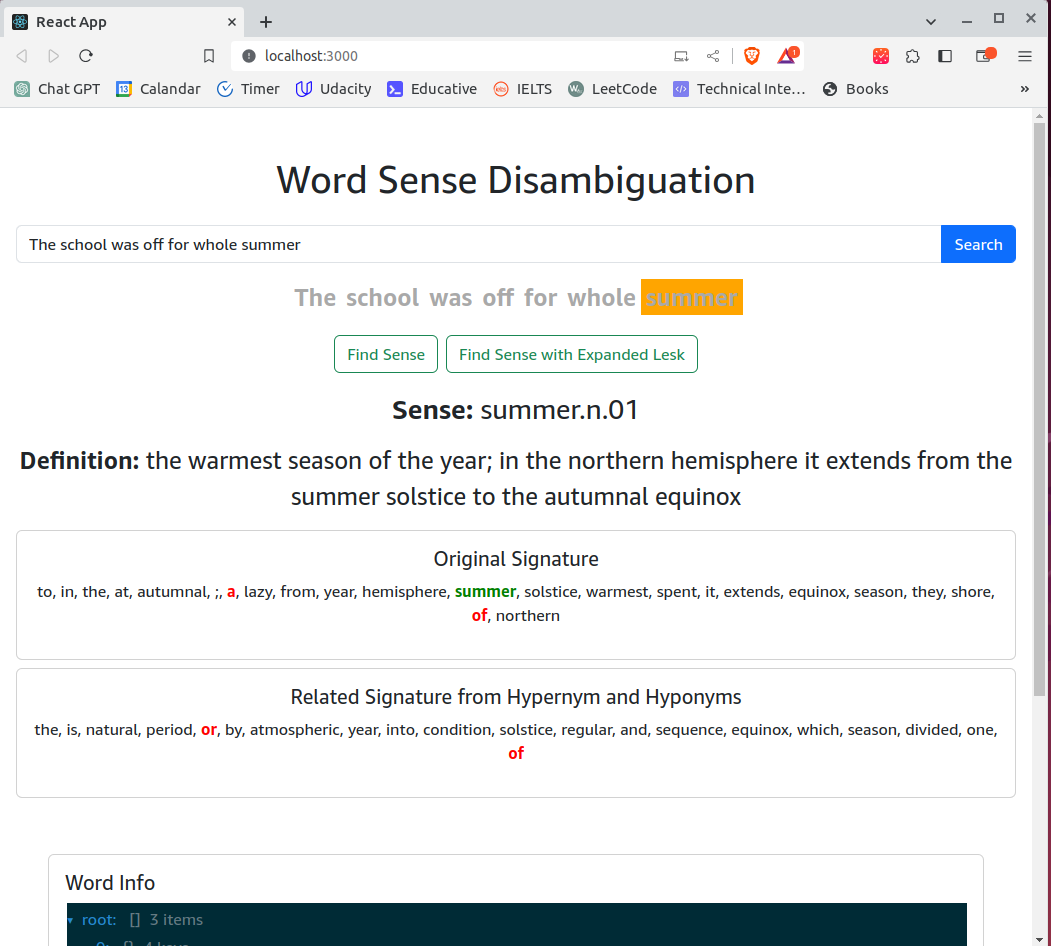 React App
localhost:3000
1
Chat GPT
13
Calandar
Timer
Udacity
Educative
IELTS
LeetCode
</>
Technical Inte...
Books
»
Word Sense Disambiguation
The school was off for whole summer
Search
The school was off for whole summer
Find Sense
Find Sense with Expanded Lesk
Sense: summer.n.01
Definition: the warmest season of the year; in the northern hemisphere it extends from the
summer solstice to the autumnal equinox
Original Signature
to, in, the, at, autumnal, ;, a, lazy, from, year, hemisphere, summer, solstice, warmest, spent, it, extends, equinox, season, they, shore,
of, northern
Related Signature from Hypernym and Hyponyms
the, is, natural, period, or, by, atmospheric, year, into, condition, solstice, regular, and, sequence, equinox, which, season, divided, one,
of
Word Info
root: [] 3 items